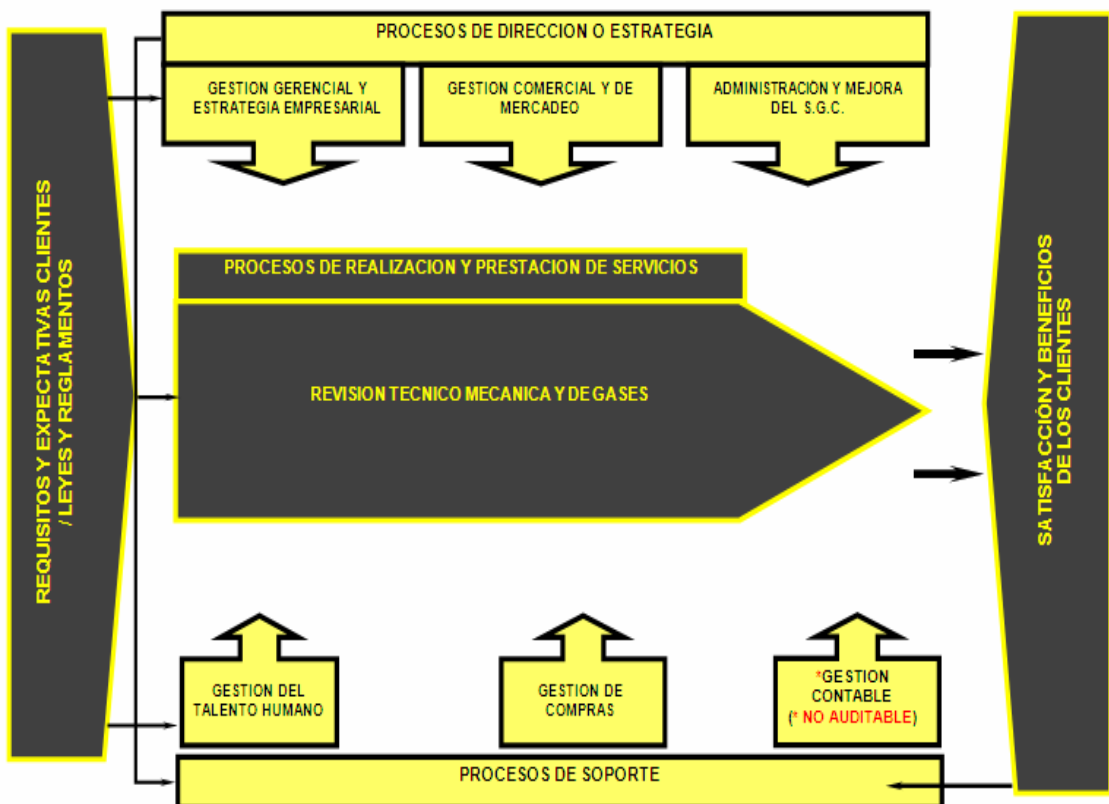 PROCESOS DE DIRECCION O ESTRATEGIA
GESTION GERENCIAL Y
ESTRATEGIA EMPRESARIAL
GESTION COMERCIAL Y DE
MERCADEO
ADMINISTRACIÓN Y MEJORA
DEL S.G.C.
REQUISITOS Y EXPECTATIVAS CLIENTES
/ LEYES Y REGLAMENTOS
PROCESOS DE REALIZACION Y PRESTACION DE SERVICIOS
REVISION TECNICO MECANICA Y DE GASES
SATISFACCIÓN Y BENEFICIOS
DE LOS CLIENTES
GESTION DEL
TALENTO HUMANO
GESTION DE
COMPRAS
*GESTION
CONTABLE
(* NO AUDITABLE)
PROCESOS DE SOPORTE